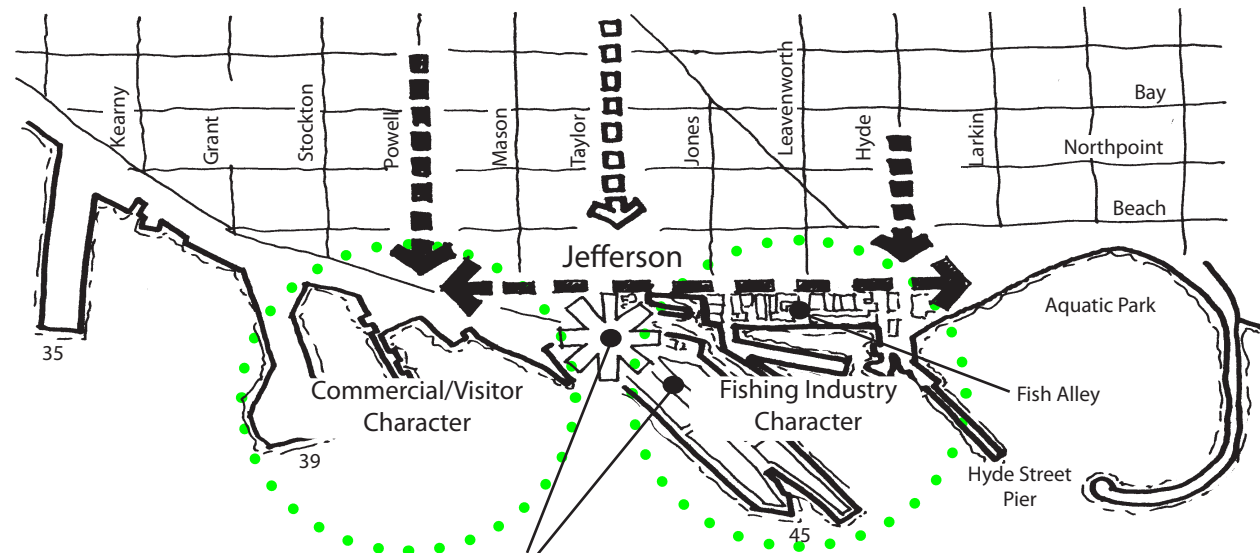 Kearny
Grant
Stockton
Powell
Mason
Taylor
Jones
Leavenworth
Hyde
Larkin
Bay
Northpoint
Beach
Jefferson
Aquatic Park
35
Commercial/Visitor
Character
Fishing Industry
Character
Fish Alley
39
Hyde Street
Pier
45